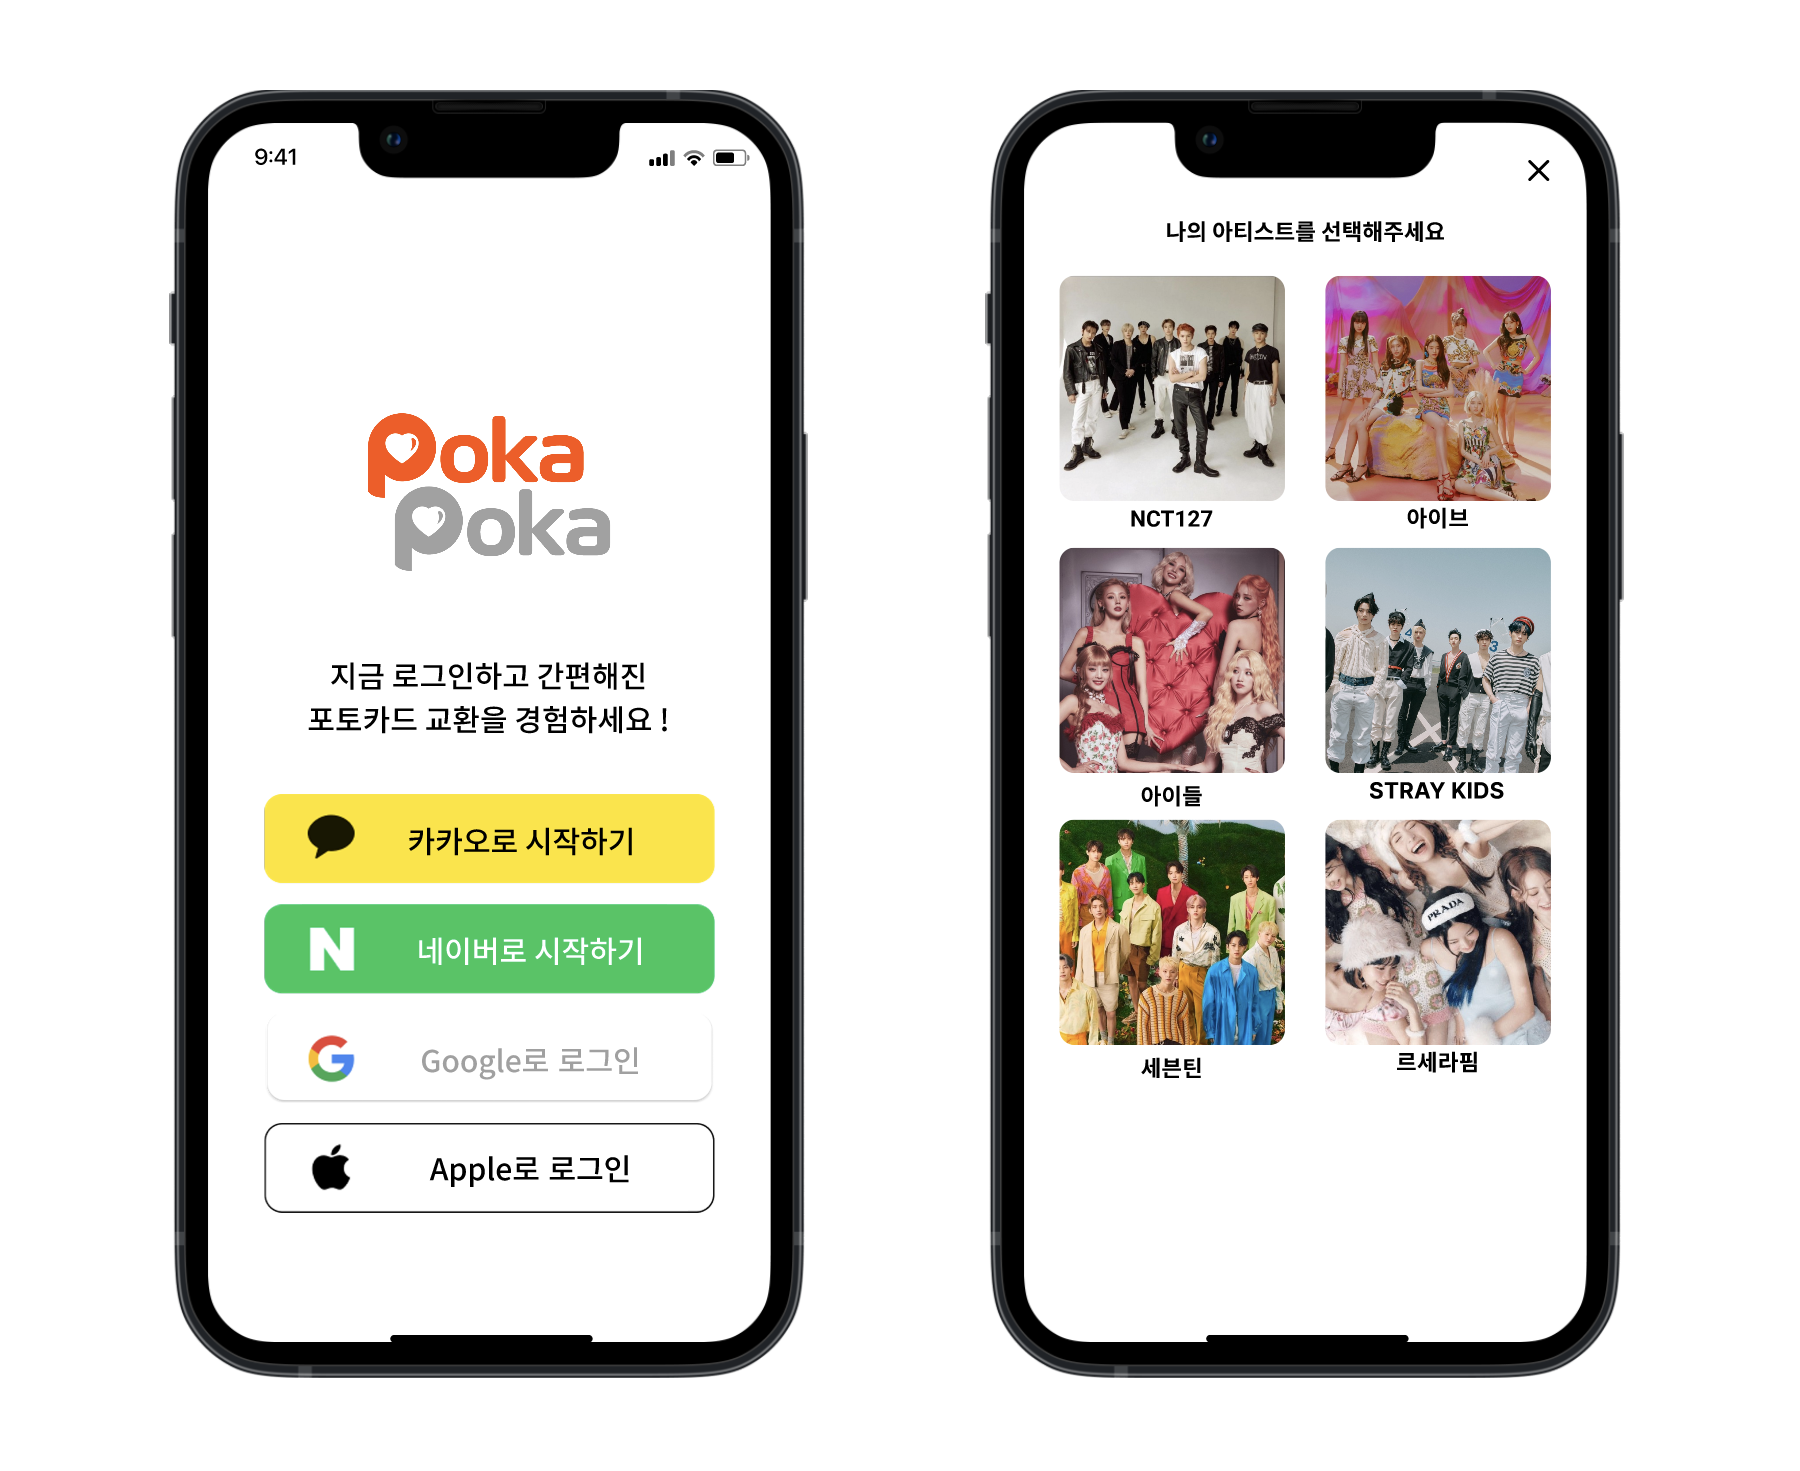 9:41
poka
poka
지금 로그인하고 간편해진
포토카드 교환을 경험하세요 !
카카오로 시작하기
N
네이버로 시작하기
G
Google로 로그인
Apple로 로그인
나의 아티스트를 선택해주세요
NCT127
아이브
아이들
STRAY KIDS
PRADA
세븐틴
르세라핌